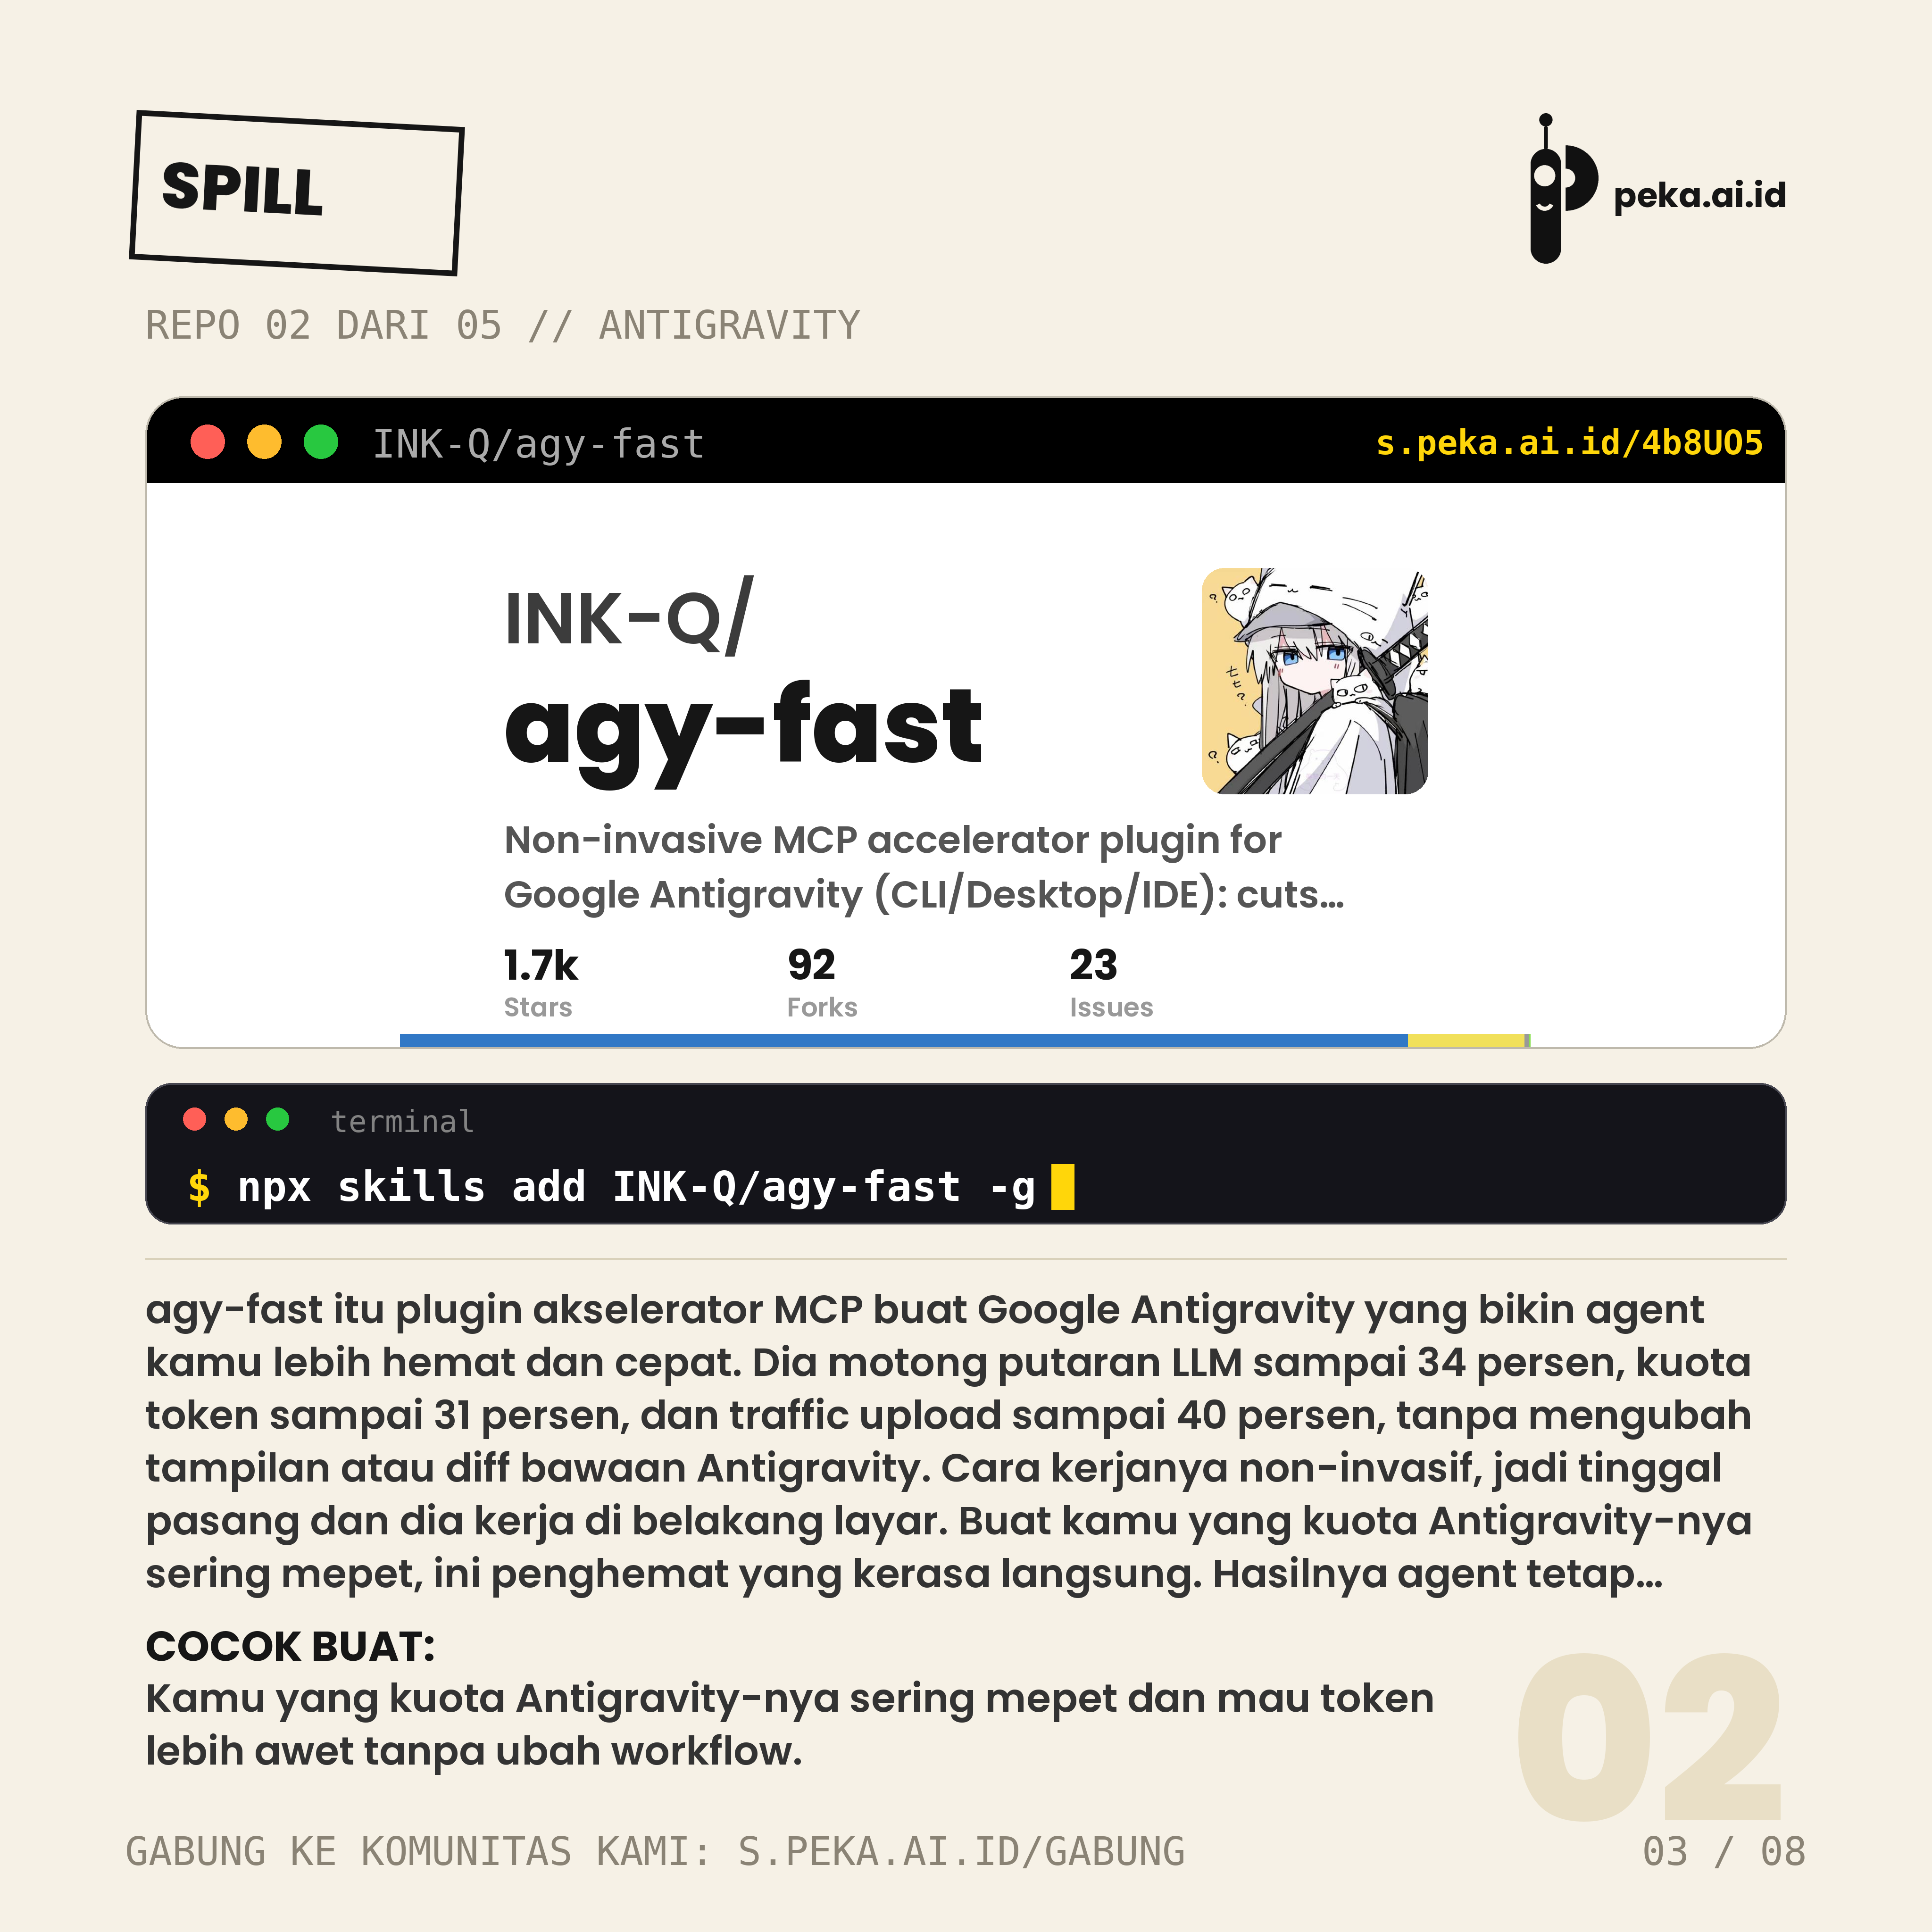 SPILL
peka.ai.id
REPO 02 DARI 05 // ANTIGRAVITY
INK-Q/agy-fast
s.peka.ai.id/4b8UO5
INK-Q/
agy-fast
Non-invasive MCP accelerator plugin for
Google Antigravity (CLI/Desktop/IDE): cuts...
1.7k
Stars
92
Forks
23
Issues
terminal
$ npx skills add INK-Q/agy-fast -g
agy-fast itu plugin akselerator MCP buat Google Antigravity yang bikin agent
kamu lebih hemat dan cepat. Dia motong putaran LLM sampai 34 persen, kuota
token sampai 31 persen, dan traffic upload sampai 40 persen, tanpa mengubah
tampilan atau diff bawaan Antigravity. Cara kerjanya non-invasif, jadi tinggal
pasang dan dia kerja di belakang layar. Buat kamu yang kuota Antigravity-nya
sering mepet, ini penghemat yang kerasa langsung. Hasilnya agent tetap...
COCOK BUAT:
Kamu yang kuota Antigravity-nya sering mepet dan mau token
lebih awet tanpa ubah workflow.
02
GABUNG KE KOMUNITAS KAMI: S.PEKA.AI.ID/GABUNG
03 / 08